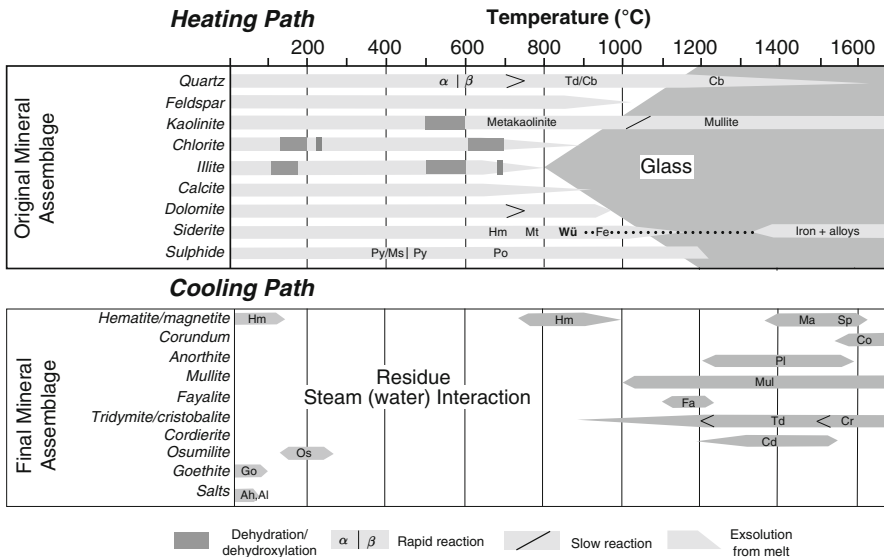 Heating Path Temperature (°C)
200 400 600 800 1000 1200 1400 1600
Original Mineral
Assemblage
Quartz α | β > Td/Cb Cb
Feldspar
Kaolinite Metakaolinite Mullite
Chlorite
Illite Glass
Calcite
Dolomite >
Siderite Hm Mt Wü Fe Iron + alloys
Sulphide Py/Ms | Py Po
Cooling Path
Final Mineral
Assemblage
Hematite/magnetite Hm Hm Ma Sp
Corundum Co
Anorthite Pl
Mullite Residue Mul
Fayalite Steam (water) Interaction Fa
Tridymite/cristobalite < Td < Cr
Cordierite Cd
Osumilite Os
Goethite Go
Salts Ah,Al
Dehydration/
dehydroxylation
α | β Rapid reaction
Slow reaction
Exsolution
from melt